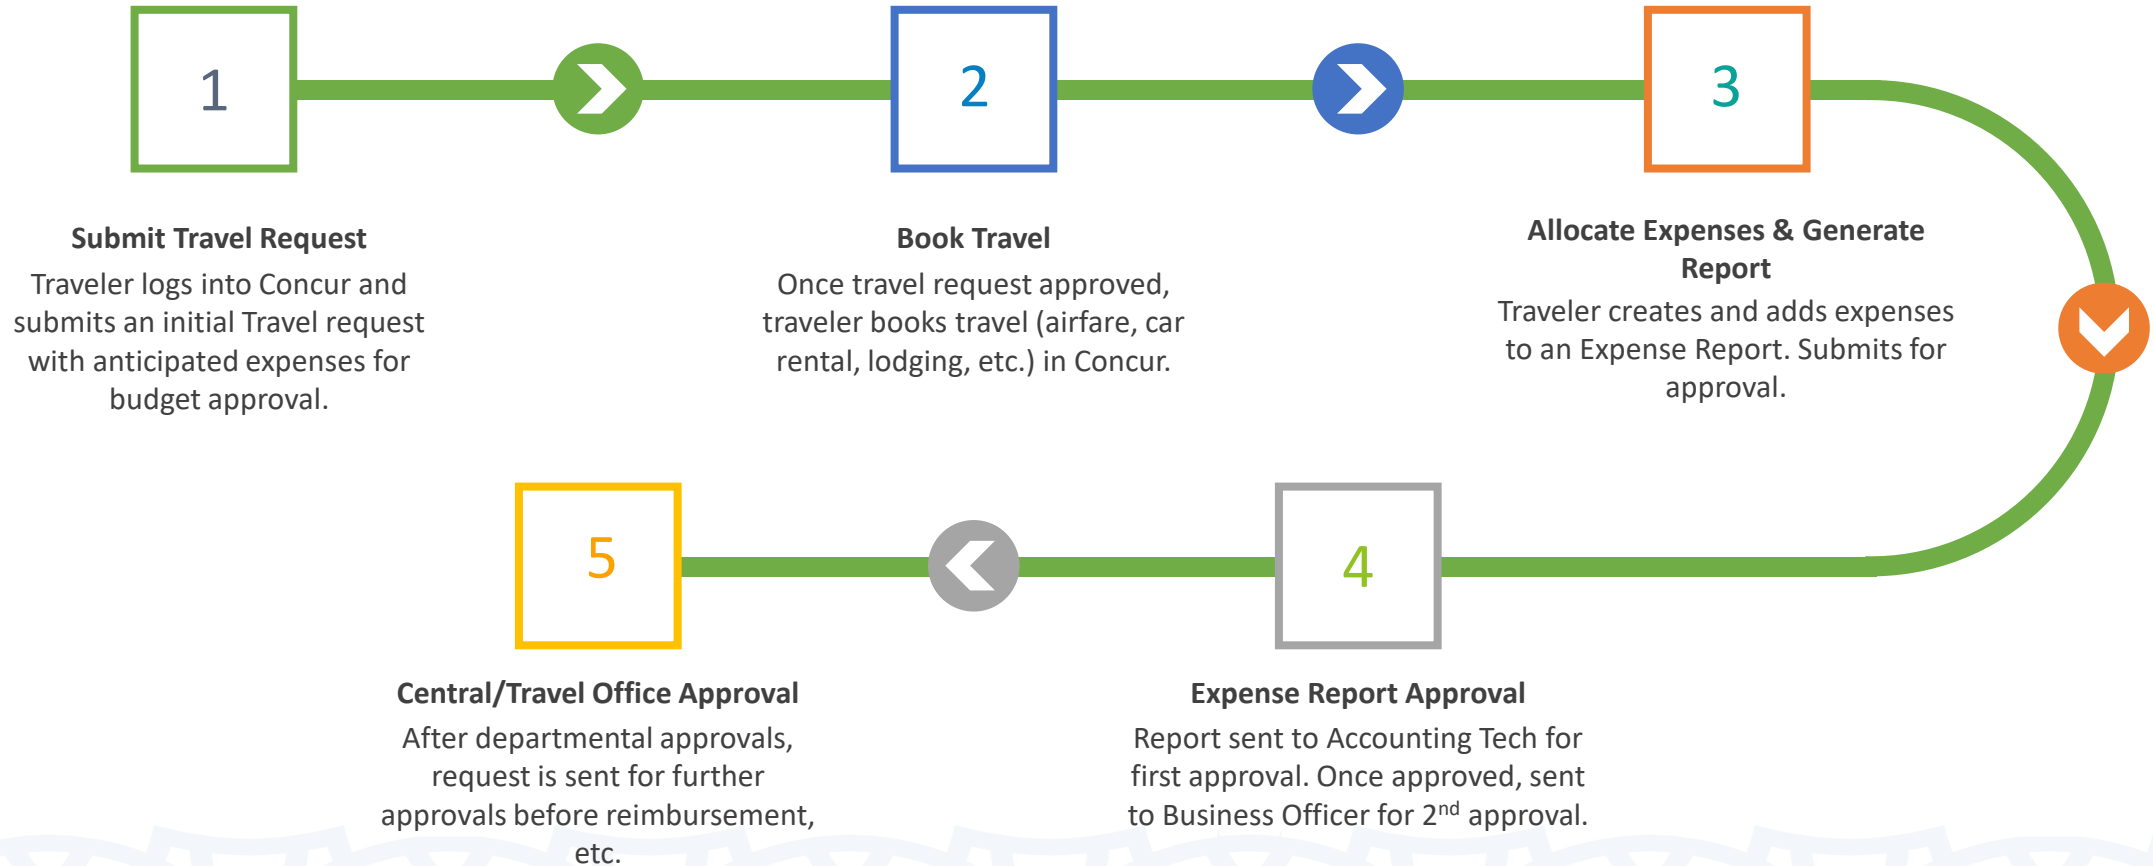 1
Submit Travel Request
Traveler logs into Concur and
submits an initial Travel request
with anticipated expenses for
budget approval.
2
Book Travel
Once travel request approved,
traveler books travel (airfare, car
rental, lodging, etc.) in Concur.
3
Allocate Expenses & Generate
Report
Traveler creates and adds expenses
to an Expense Report. Submits for
approval.
4
Expense Report Approval
Report sent to Accounting Tech for
first approval. Once approved, sent
to Business Officer for 2nd approval.
5
Central/Travel Office Approval
After departmental approvals,
request is sent for further
approvals before reimbursement,
etc.